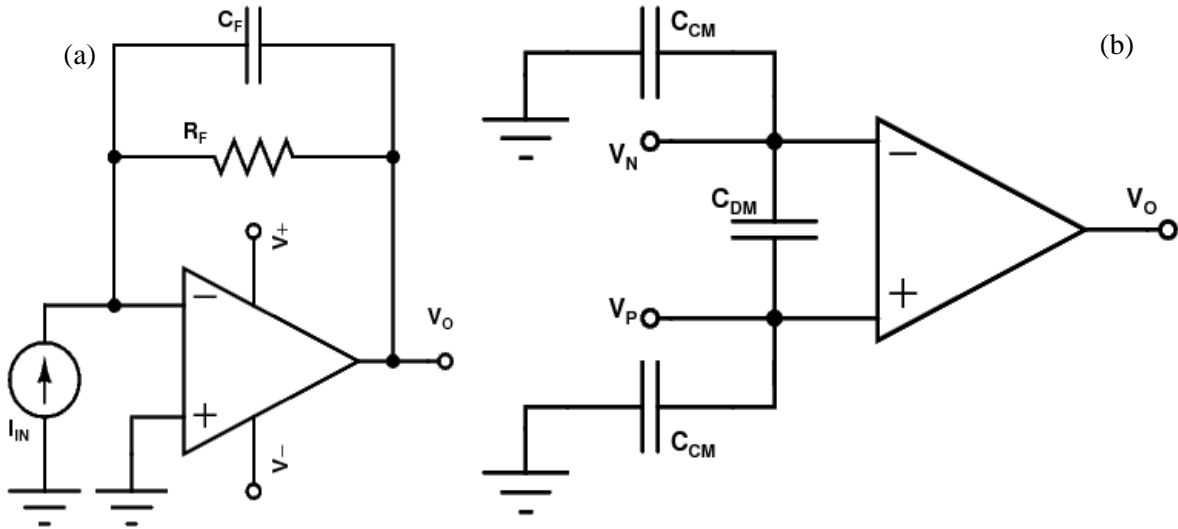 (a)
C_F
R_F
V+
V_O
I_IN
V−
(b)
C_CM
V_N
C_DM
V_O
V_P
C_CM